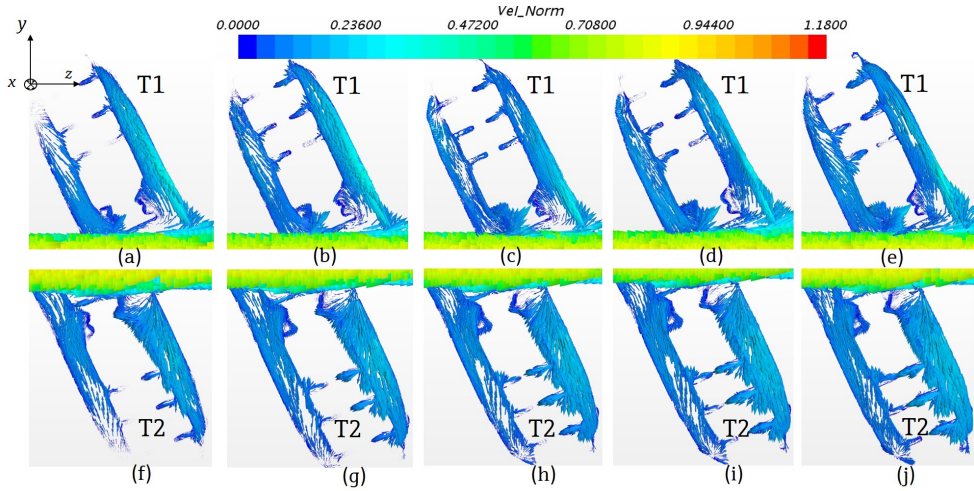 Vel_Norm
0.0000 0.23600 0.47200 0.70800 0.94400 1.1800
y
x z
T1 T1 T1 T1 T1
(a) (b) (c) (d) (e)
T2 T2 T2 T2 T2
(f) (g) (h) (i) (j)